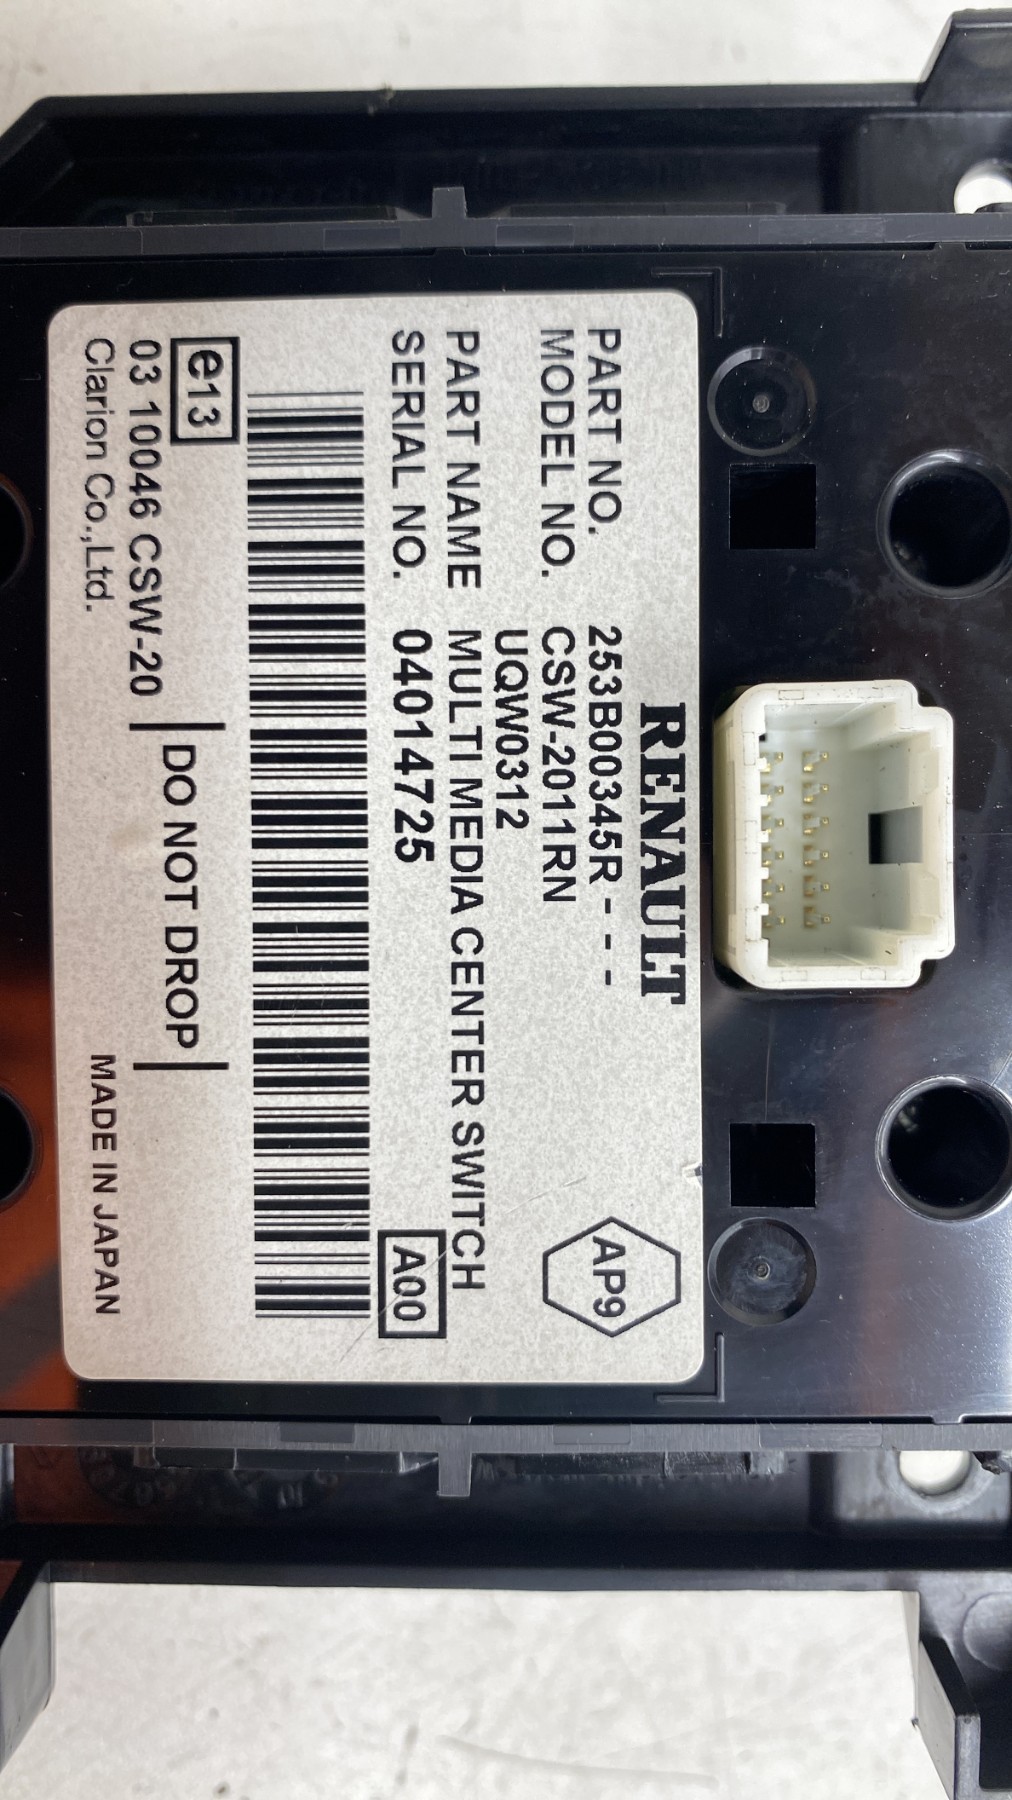 RENAULT
PART NO. 253B00345R - - -
MODEL NO. CSW-2011RN
UQW0312
PART NAME MULTI MEDIA CENTER SWITCH
SERIAL NO. 04014725
AP9
A00
e13
03 10046 CSW-20
DO NOT DROP
Clarion Co.,Ltd.
MADE IN JAPAN